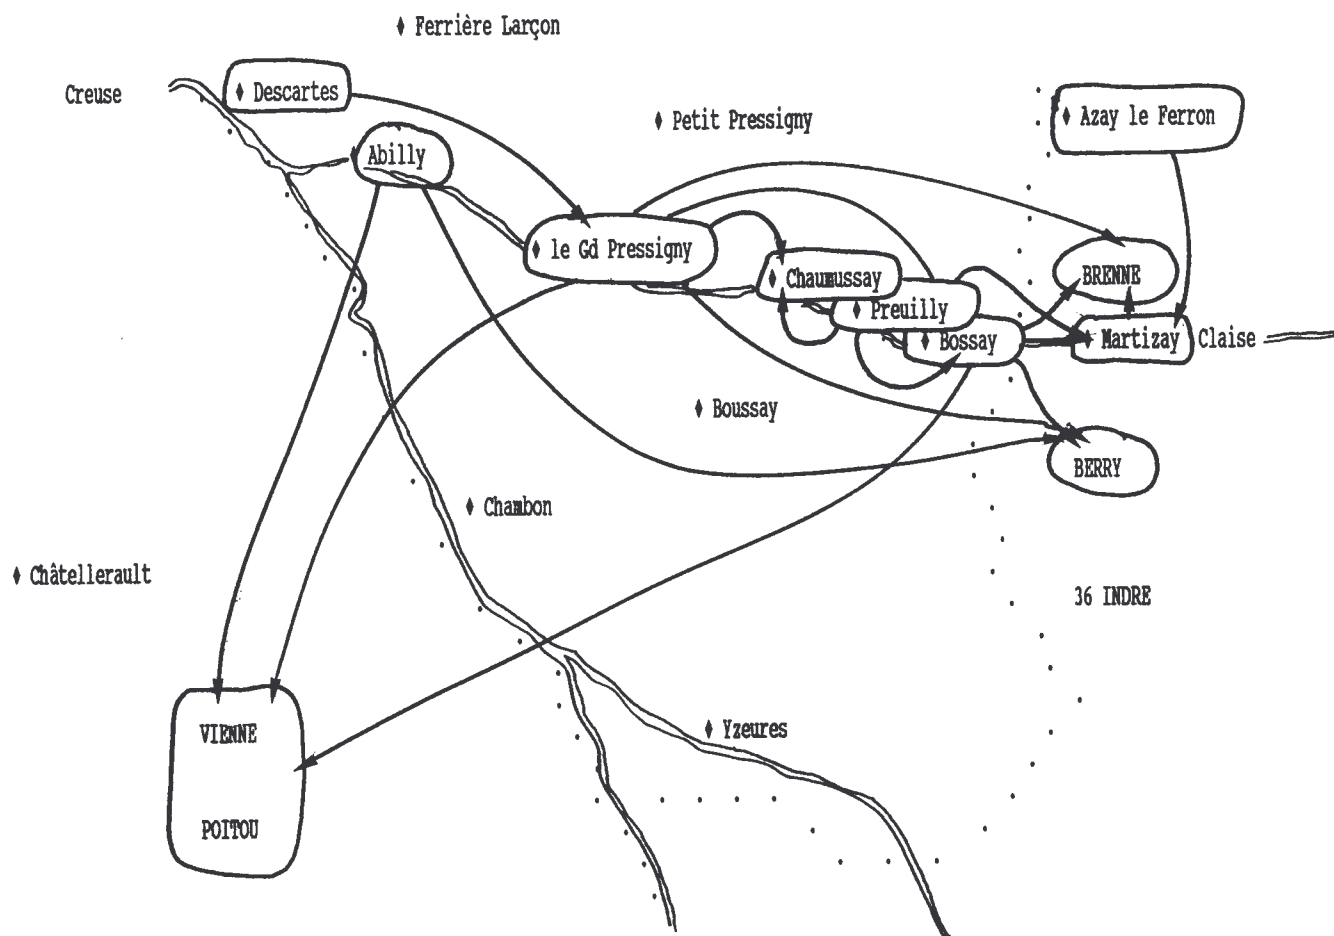 ♦ Ferrière Larçon
Creuse
♦ Descartes
♦ Petit Pressigny
♦ Azay le Ferron
♦ Abilly
♦ le Gd Pressigny
♦ Chaumussay
BRENNE
♦ Preuilly
♦ Bossay
♦ Martizay
Claise
♦ Boussay
BERRY
♦ Chambon
♦ Châtellerault
36 INDRE
♦ Yzeures
VIENNE
POITOU